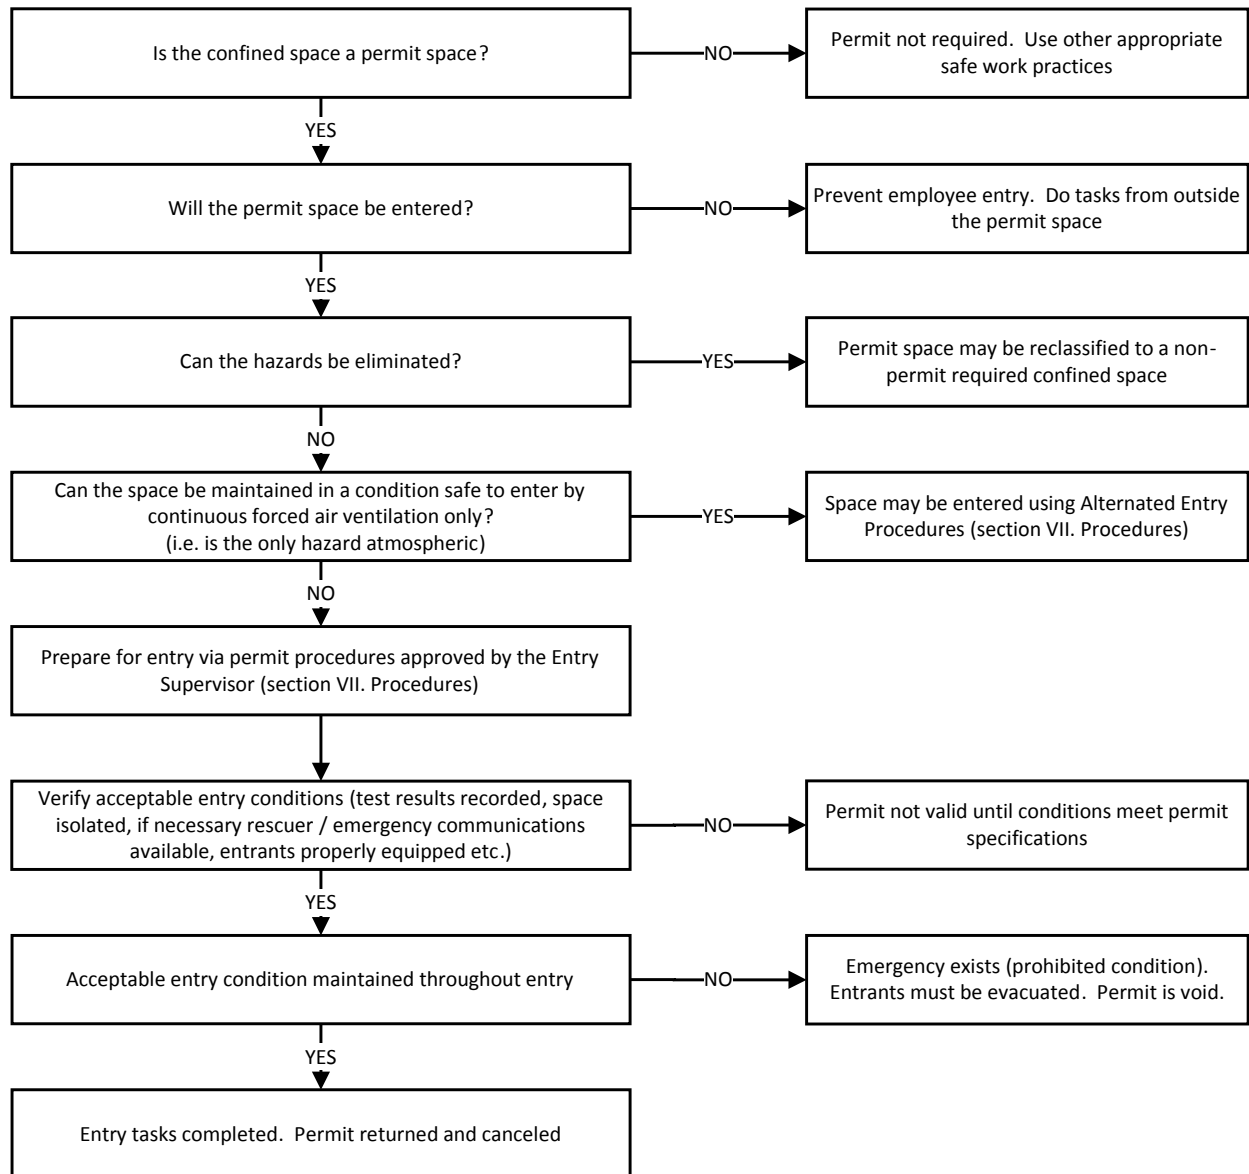 Is the confined space a permit space?
NO
Permit not required.  Use other appropriate
safe work practices
YES
Will the permit space be entered?
NO
Prevent employee entry.  Do tasks from outside
the permit space
YES
Can the hazards be eliminated?
YES
Permit space may be reclassified to a non-
permit required confined space
NO
Can the space be maintained in a condition safe to enter by
continuous forced air ventilation only?
(i.e. is the only hazard atmospheric)
YES
Space may be entered using Alternated Entry
Procedures (section VII. Procedures)
NO
Prepare for entry via permit procedures approved by the Entry
Supervisor (section VII. Procedures)
Verify acceptable entry conditions (test results recorded, space
isolated, if necessary rescuer / emergency communications
available, entrants properly equipped etc.)
NO
Permit not valid until conditions meet permit
specifications
YES
Acceptable entry condition maintained throughout entry
NO
Emergency exists (prohibited condition).
Entrants must be evacuated.  Permit is void.
YES
Entry tasks completed.  Permit returned and canceled